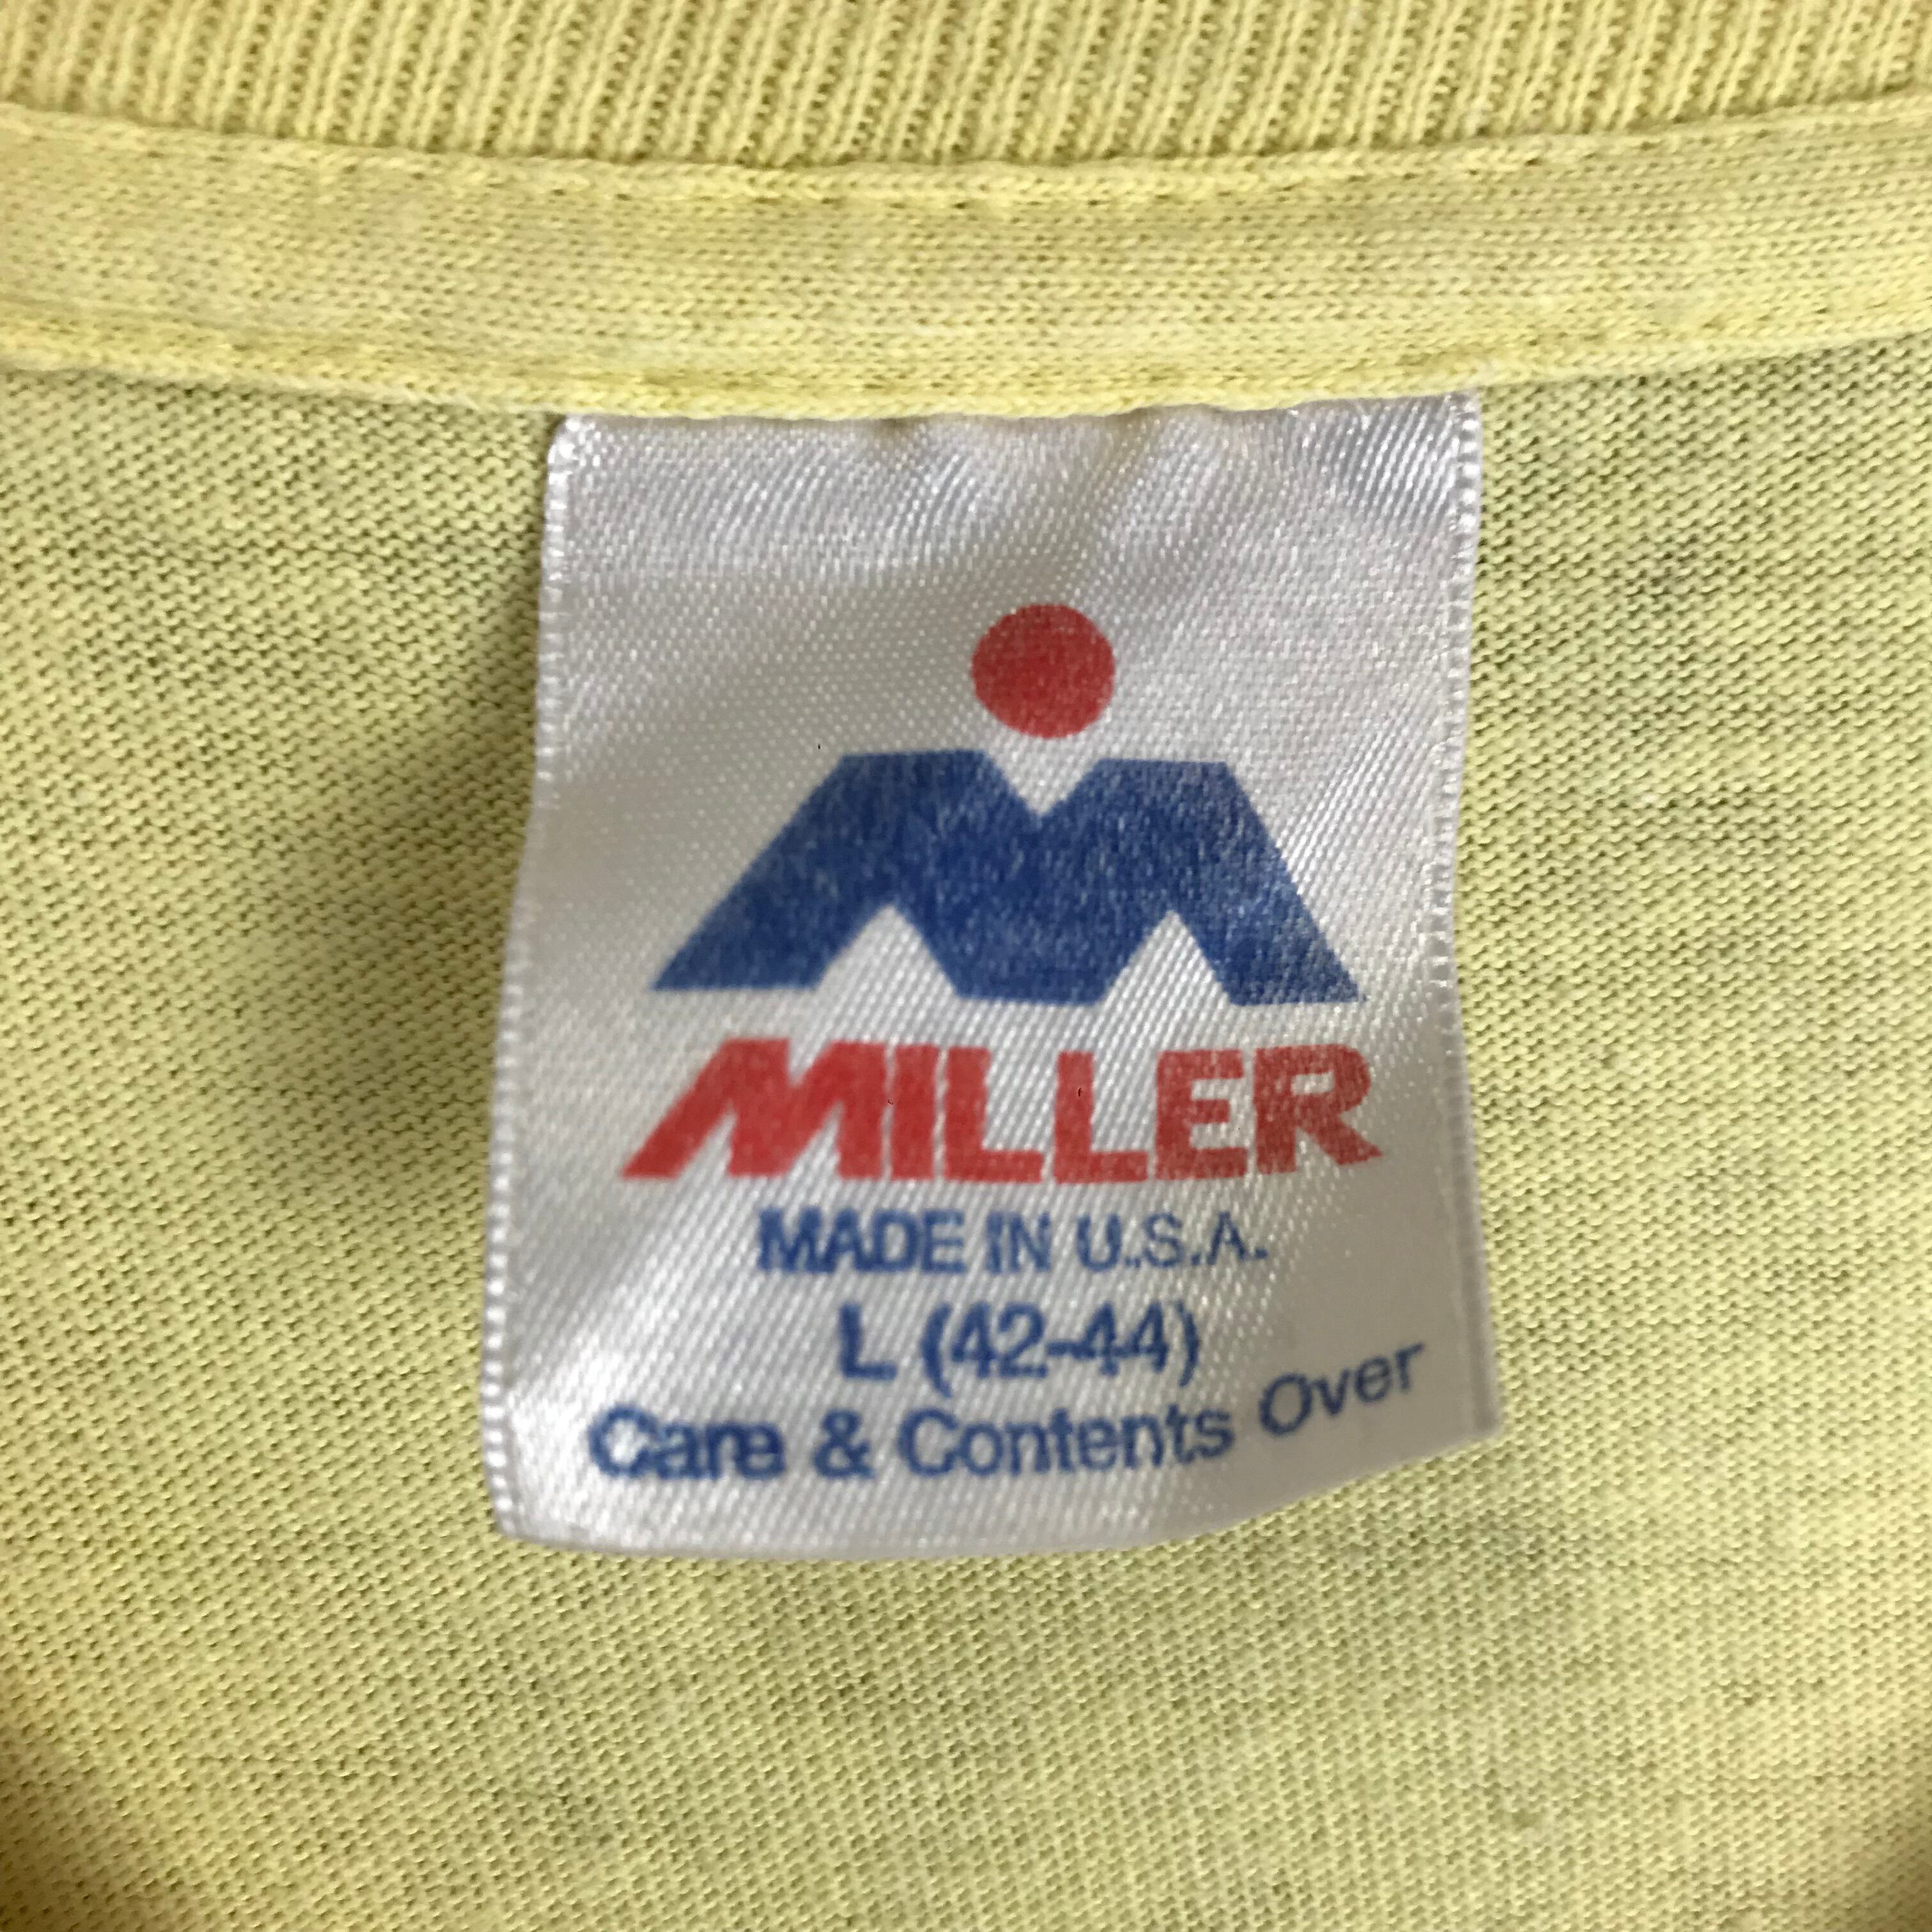 MILLER
MADE IN U.S.A.
L (42-44)
Care & Contents Over